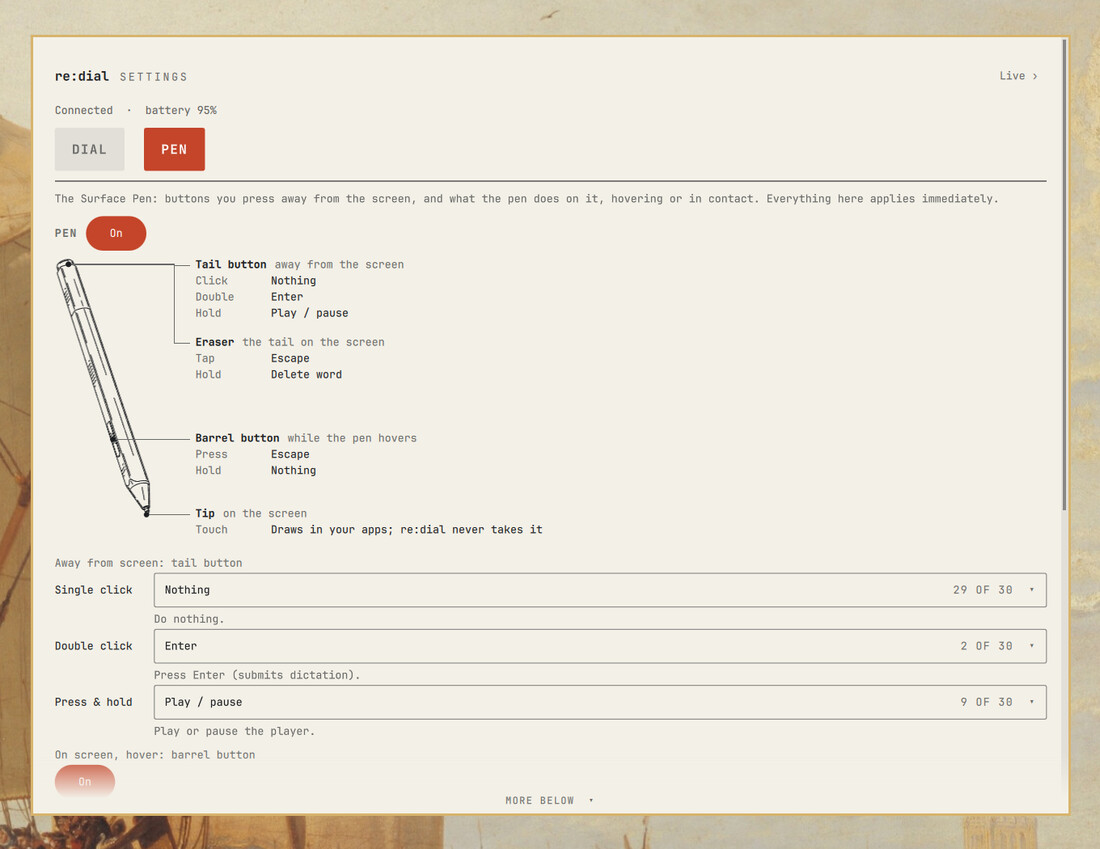 re:dial SETTINGS Live ›
Connected · battery 95%
DIAL PEN
The Surface Pen: buttons you press away from the screen, and what the pen does on it, hovering or in contact. Everything here applies immediately.
PEN On
Tail button away from the screen
Click Nothing
Double Enter
Hold Play / pause
Eraser the tail on the screen
Tap Escape
Hold Delete word
Barrel button while the pen hovers
Press Escape
Hold Nothing
Tip on the screen
Touch Draws in your apps; re:dial never takes it
Away from screen: tail button
Single click Nothing 29 OF 30 ▾
Do nothing.
Double click Enter 2 OF 30 ▾
Press Enter (submits dictation).
Press & hold Play / pause 9 OF 30 ▾
Play or pause the player.
On screen, hover: barrel button
On
MORE BELOW ▾